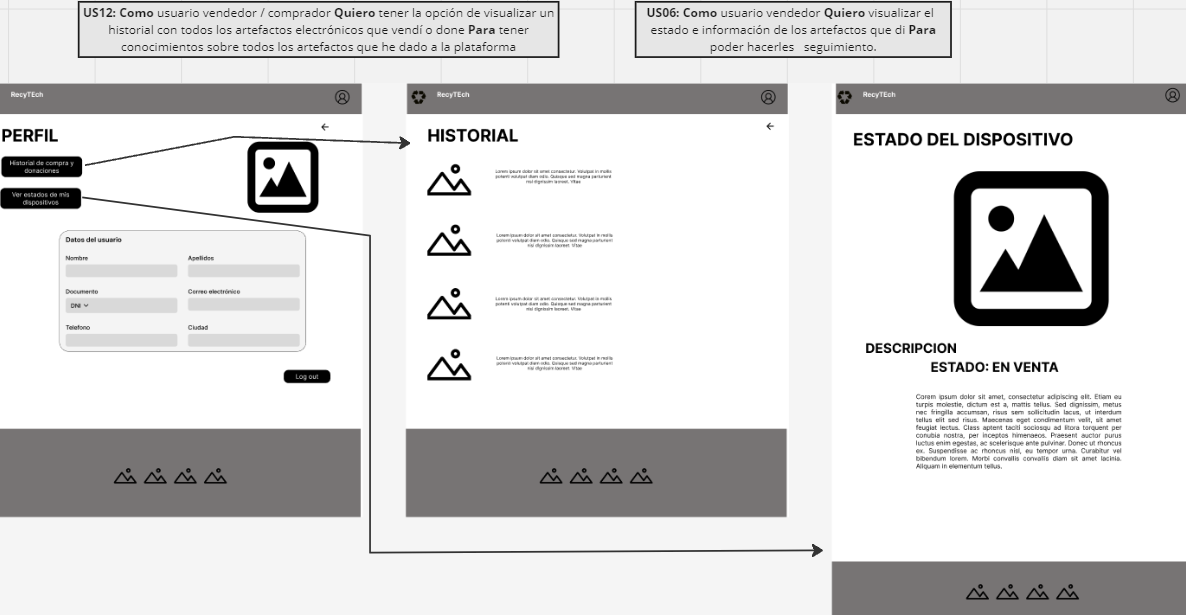 US12: Como usuario vendedor / comprador Quiero tener la opción de visualizar un
historial con todos los artefactos electrónicos que vendí o done Para tener
conocimientos sobre todos los artefactos que he dado a la plataforma
US06: Como usuario vendedor Quiero visualizar el
estado e información de los artefactos que di Para
poder hacerles seguimiento.
RecyTEch
PERFIL
Historial de compra y
donaciones
Ver estados de mis
dispositivos
Datos del usuario
Nombre
Apellidos
Documento
Correo electrónico
DNI
Telefono
Ciudad
Log out
RecyTEch
HISTORIAL
Lorem ipsum dolor sit amet consectetur. Volutpat in mollis
potenti volutpat diam odio. Quisque sed magna parturient
nisl dignissim laoreet. Vitae
Lorem ipsum dolor sit amet consectetur. Volutpat in mollis
potenti volutpat diam odio. Quisque sed magna parturient
nisl dignissim laoreet. Vitae
Lorem ipsum dolor sit amet consectetur. Volutpat in mollis
potenti volutpat diam odio. Quisque sed magna parturient
nisl dignissim laoreet. Vitae
Lorem ipsum dolor sit amet consectetur. Volutpat in mollis
potenti volutpat diam odio. Quisque sed magna parturient
nisl dignissim laoreet. Vitae
RecyTEch
ESTADO DEL DISPOSITIVO
DESCRIPCION
ESTADO: EN VENTA
Corem ipsum dolor sit amet, consectetur adipiscing elit. Etiam eu
turpis molestie, dictum est a, mattis tellus. Sed dignissim, metus
nec fringilla accumsan, risus sem sollicitudin lacus, ut interdum
tellus elit sed risus. Maecenas eget condimentum velit, sit amet
feugiat lectus. Class aptent taciti sociosqu ad litora torquent per
conubia nostra, per inceptos himenaeos. Praesent auctor purus
luctus enim egestas, ac scelerisque ante pulvinar. Donec ut rhoncus
ex. Suspendisse ac rhoncus nisl, eu tempor urna. Curabitur vel
bibendum lorem. Morbi convallis convallis diam sit amet lacinia.
Aliquam in elementum tellus.